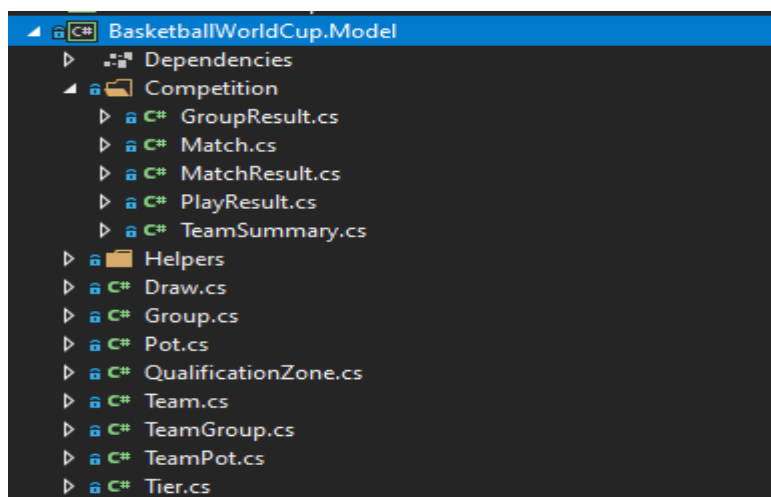 C# BasketballWorldCup.Model
Dependencies
Competition
C# GroupResult.cs
C# Match.cs
C# MatchResult.cs
C# PlayResult.cs
C# TeamSummary.cs
Helpers
C# Draw.cs
C# Group.cs
C# Pot.cs
C# QualificationZone.cs
C# Team.cs
C# TeamGroup.cs
C# TeamPot.cs
C# Tier.cs